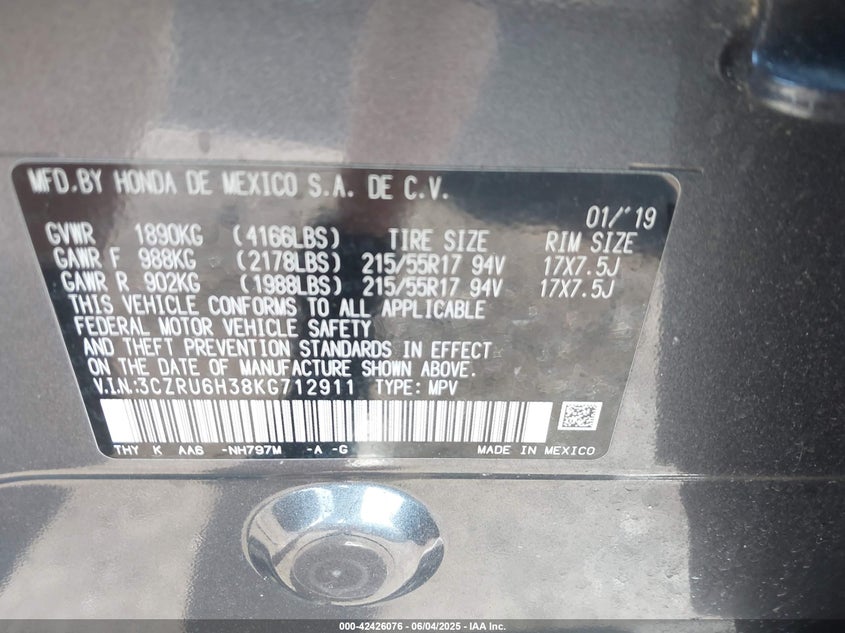 MFD.BY HONDA DE MEXICO S.A. DE C.V.
01/'19
GVWR 1890KG (4166LBS) TIRE SIZE RIM SIZE
GAWR F 988KG (2178LBS) 215/55R17 94V 17X7.5J
GAWR R 902KG (1988LBS) 215/55R17 94V 17X7.5J
THIS VEHICLE CONFORMS TO ALL APPLICABLE
FEDERAL MOTOR VEHICLE SAFETY
AND THEFT PREVENTION STANDARDS IN EFFECT
ON THE DATE OF MANUFACTURE SHOWN ABOVE.
V.I.N:3CZRU6H38KG712911 TYPE: MPV
THY K AA6 -NH797M -A -G MADE IN MEXICO
000-42426076 - 06/04/2025 - IAA Inc.